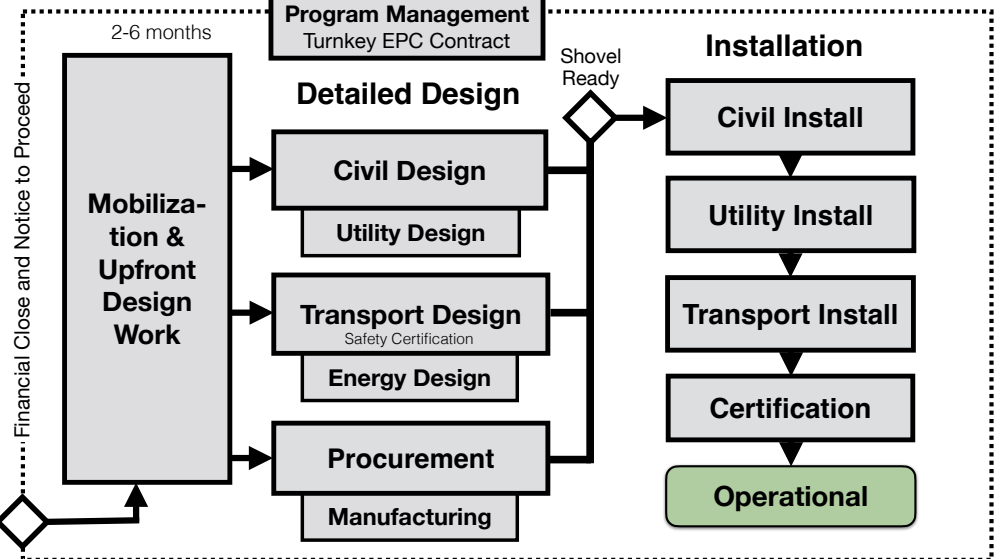 Program Management
Turnkey EPC Contract
2-6 months
Financial Close and Notice to Proceed
Mobiliza-
tion &
Upfront
Design
Work
Detailed Design
Civil Design
Utility Design
Transport Design
Safety Certification
Energy Design
Procurement
Manufacturing
Shovel
Ready
Installation
Civil Install
Utility Install
Transport Install
Certification
Operational